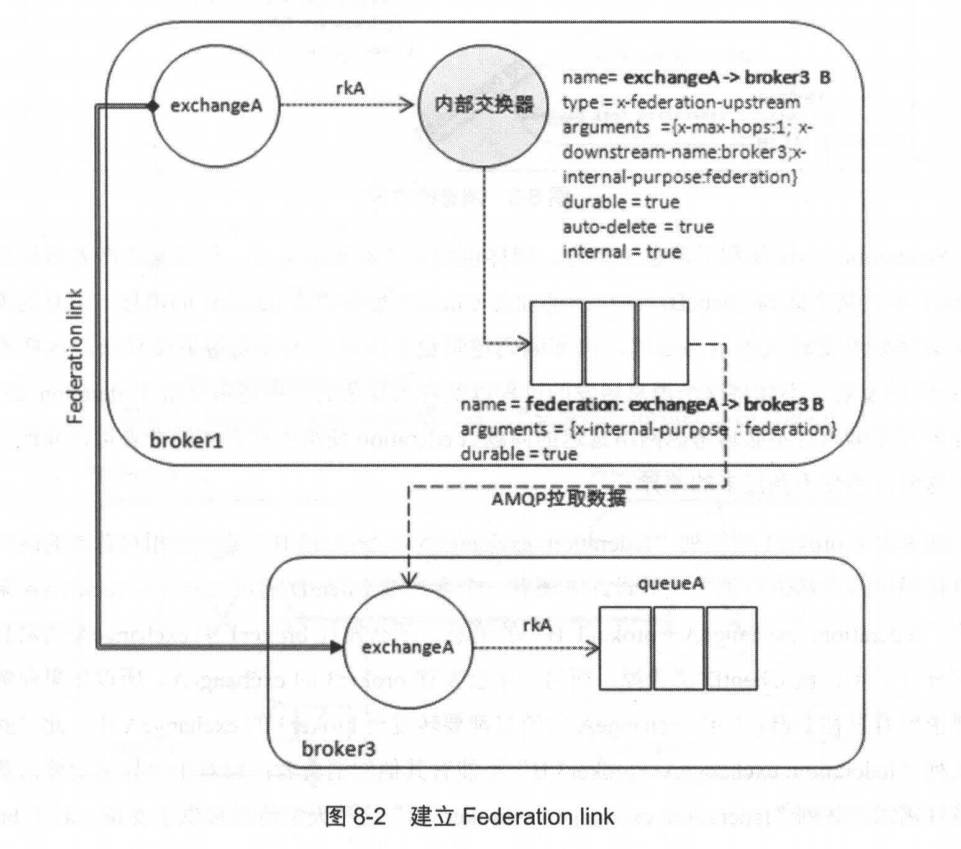 exchangeA
rkA
内部交换器
name= exchangeA -> broker3 B
type = x-federation-upstream
arguments ={x-max-hops:1; x-
downstream-name:broker3;x-
internal-purpose:federation}
durable = true
auto-delete = true
internal = true
Federation link
name = federation: exchangeA -> broker3 B
arguments = {x-internal-purpose : federation}
durable = true
broker1
AMQP拉取数据
queueA
exchangeA
rkA
broker3
图 8-2 建立 Federation link